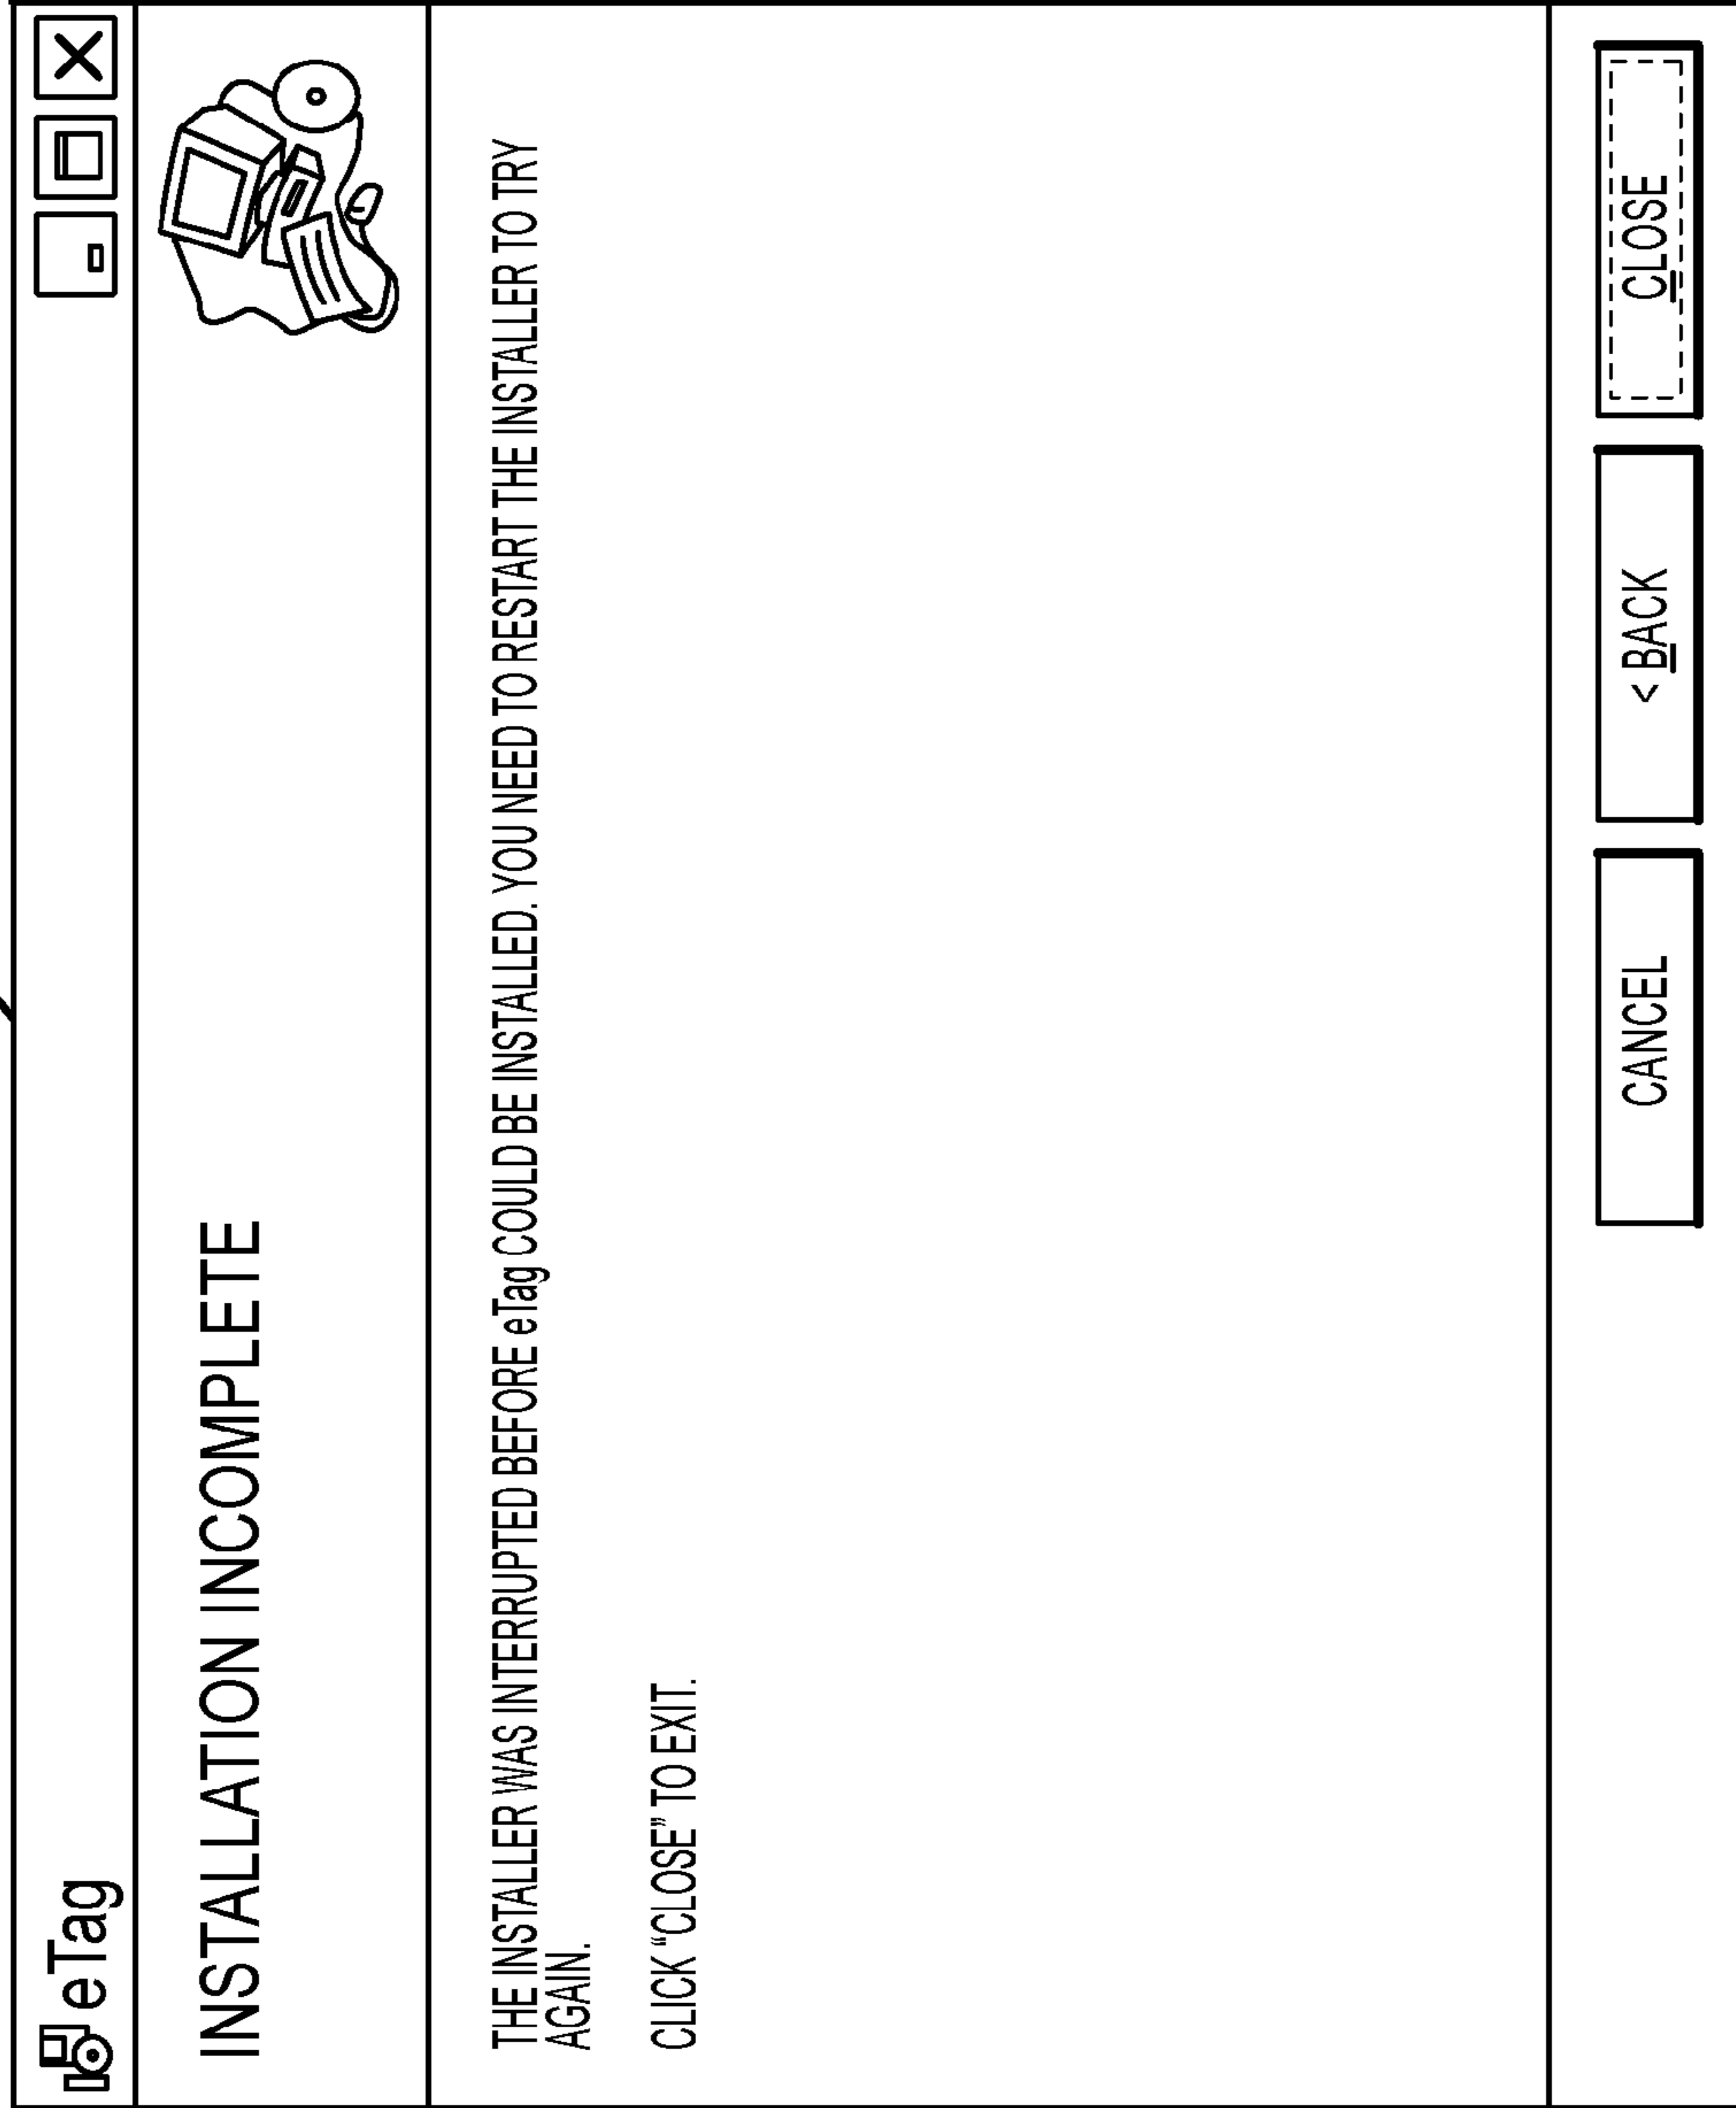 eTag
INSTALLATION INCOMPLETE
THE INSTALLER WAS INTERRUPTED BEFORE eTag COULD BE INSTALLED. YOU NEED TO RESTART THE INSTALLER TO TRY
AGAIN.
CLICK “CLOSE” TO EXIT.
CANCEL
< BACK
CLOSE